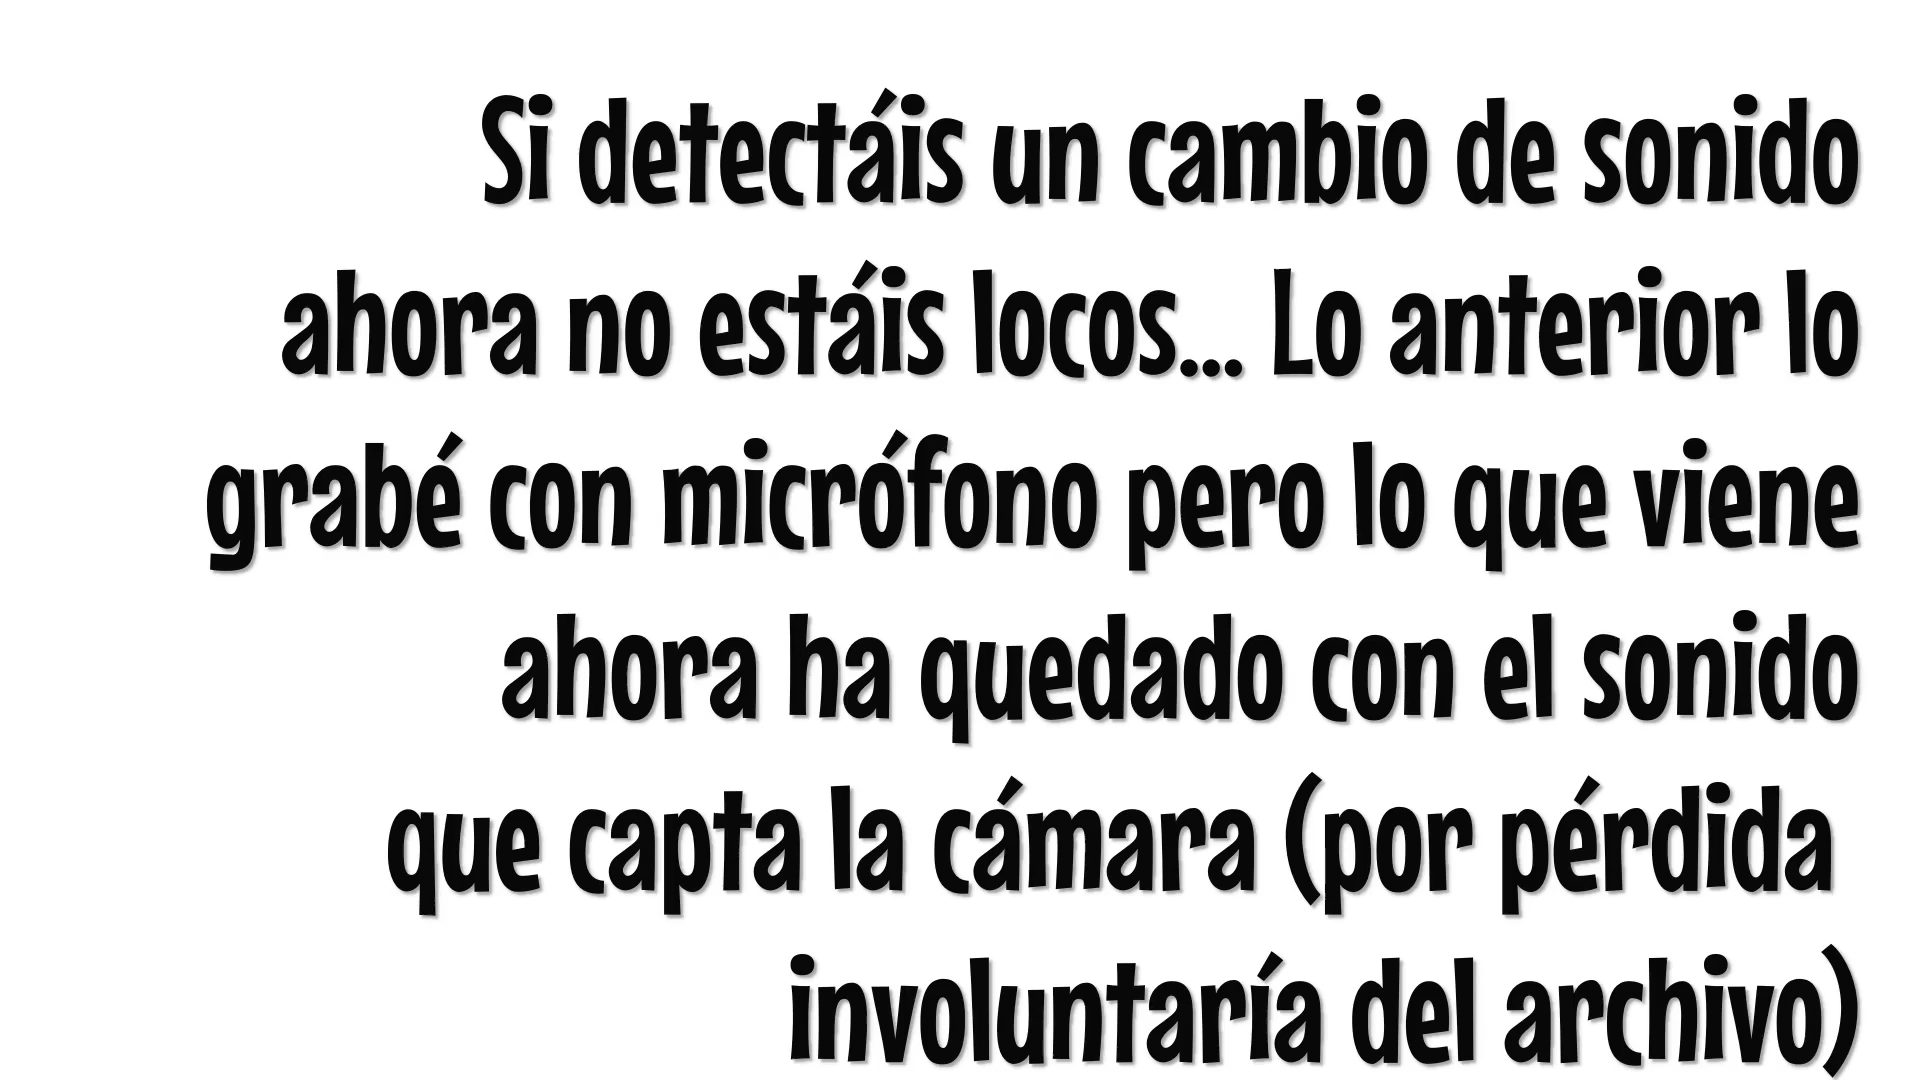 Si detectáis un cambio de sonido
ahora no estáis locos... Lo anterior lo
grabé con micrófono pero lo que viene
ahora ha quedado con el sonido
que capta la cámara (por pérdida
involuntaría del archivo)